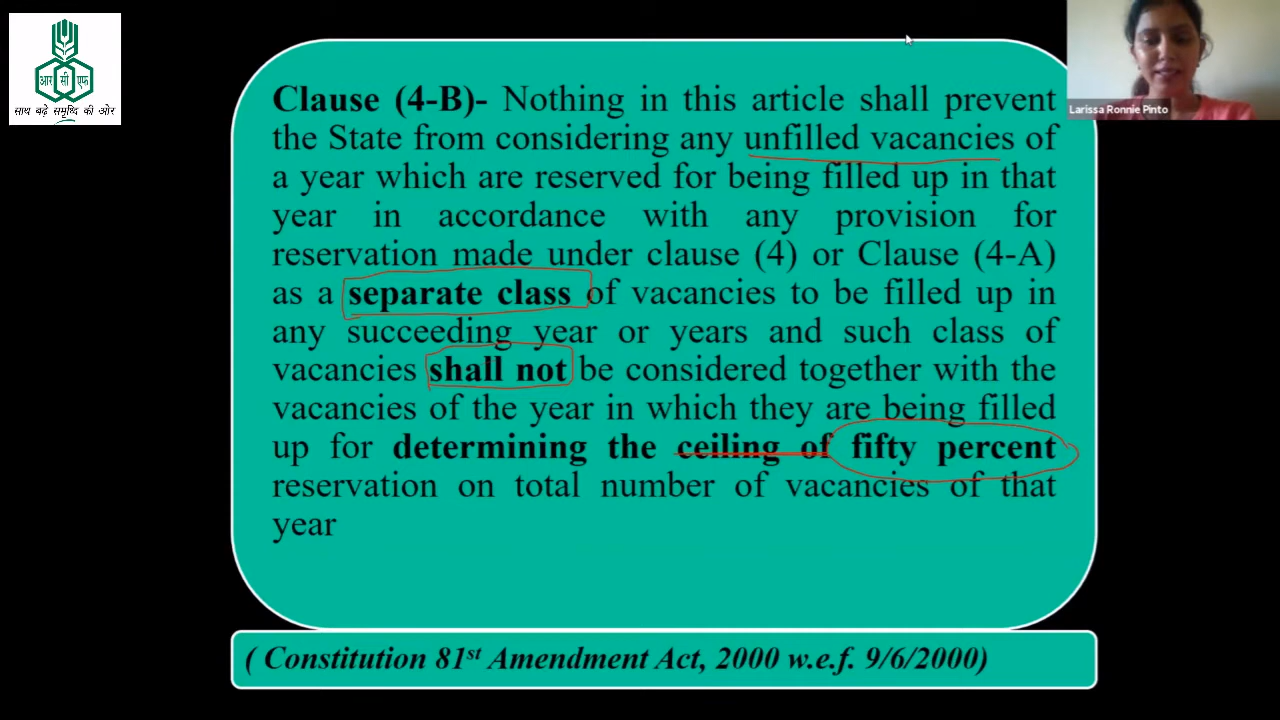 आर सी एफ
साथ बढ़े समृद्धि की ओर
Larissa Ronnie Pinto
Clause (4-B)- Nothing in this article shall prevent
the State from considering any unfilled vacancies of
a year which are reserved for being filled up in that
year in accordance with any provision for
reservation made under clause (4) or Clause (4-A)
as a separate class of vacancies to be filled up in
any succeeding year or years and such class of
vacancies shall not be considered together with the
vacancies of the year in which they are being filled
up for determining the ceiling of fifty percent
reservation on total number of vacancies of that
year
( Constitution 81st Amendment Act, 2000 w.e.f. 9/6/2000)